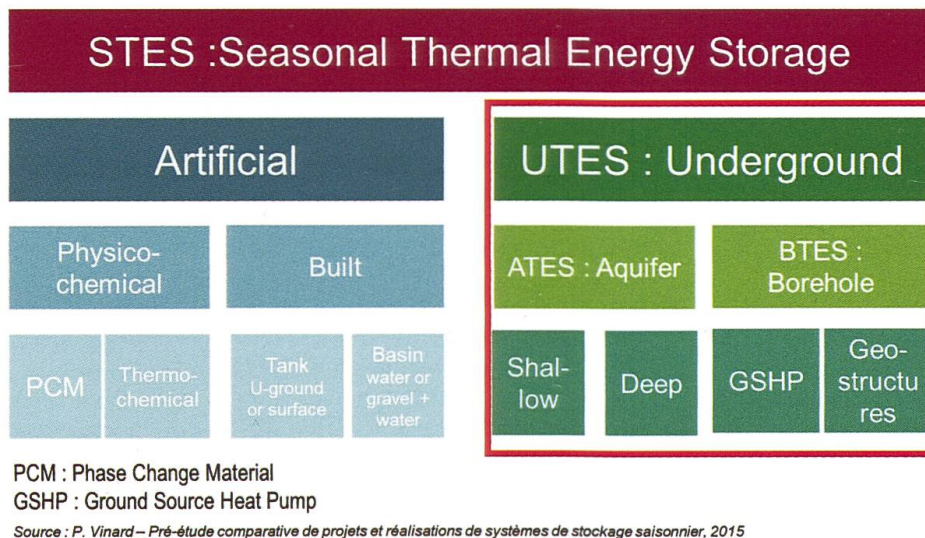 STES :Seasonal Thermal Energy Storage
Artificial
UTES : Underground
Physico-
chemical
Built
ATES : Aquifer
BTES :
Borehole
PCM
Thermo-
chemical
Tank
U-ground
or surface
Basin
water or
gravel +
water
Shal-
low
Deep
GSHP
Geo-
structu
res
PCM : Phase Change Material
GSHP : Ground Source Heat Pump
Source : P. Vinard – Pré-étude comparative de projets et réalisations de systèmes de stockage saisonnier, 2015